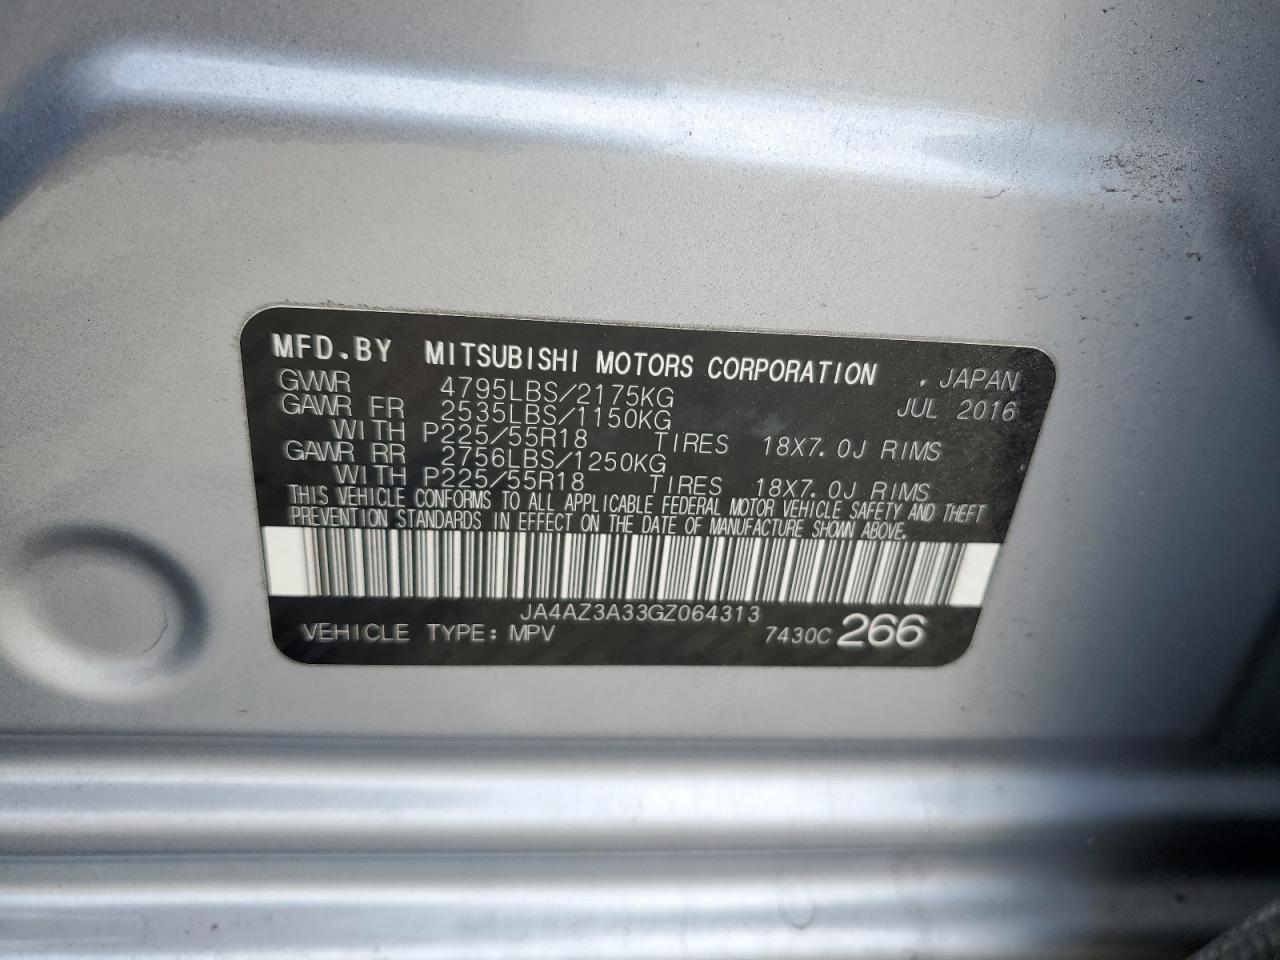 MFD.BY MITSUBISHI MOTORS CORPORATION . JAPAN
GVWR 4795LBS/2175KG JUL 2016
GAWR FR 2535LBS/1150KG
WITH P225/55R18 TIRES 18X7.0J RIMS
GAWR RR 2756LBS/1250KG
WITH P225/55R18 TIRES 18X7.0J RIMS
THIS VEHICLE CONFORMS TO ALL APPLICABLE FEDERAL MOTOR VEHICLE SAFETY AND THEFT
PREVENTION STANDARDS IN EFFECT ON THE DATE OF MANUFACTURE SHOWN ABOVE.
JA4AZ3A33GZ064313
VEHICLE TYPE: MPV 7430C 266